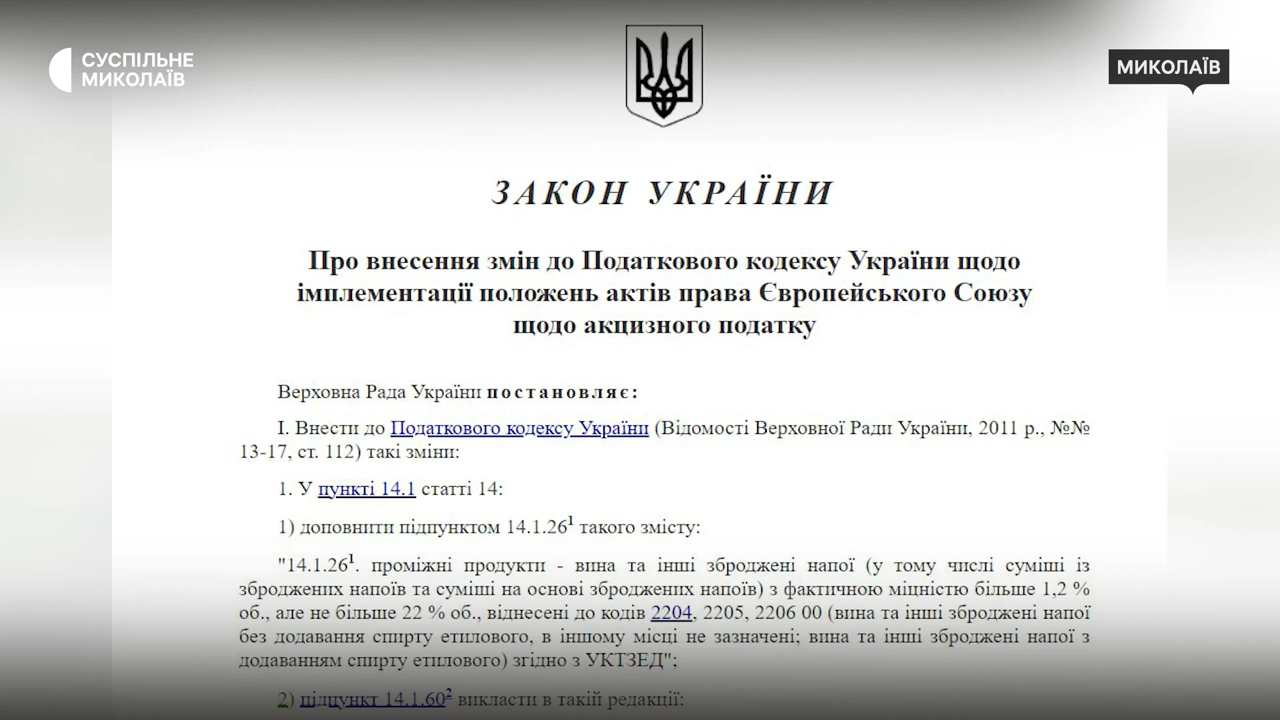 СУСПІЛЬНЕ
МИКОЛАЇВ
МИКОЛАЇВ
ЗАКОН УКРАЇНИ
Про внесення змін до Податкового кодексу України щодо
імплементації положень актів права Європейського Союзу
щодо акцизного податку
Верховна Рада України постановляє:
I. Внести до Податкового кодексу України (Відомості Верховної Ради України, 2011 р., №№
13-17, ст. 112) такі зміни:
1. У пункті 14.1 статті 14:
1) доповнити підпунктом 14.1.26¹ такого змісту:
"14.1.26¹. проміжні продукти - вина та інші зброджені напої (у тому числі суміші із
зброджених напоїв та суміші на основі зброджених напоїв) з фактичною міцністю більше 1,2 %
об., але не більше 22 % об., віднесені до кодів 2204, 2205, 2206 00 (вина та інші зброджені напої
без додавання спирту етилового, в іншому місці не зазначені; вина та інші зброджені напої з
додаванням спирту етилового) згідно з УКТЗЕД";
2) підпункт 14.1.60² викласти в такій редакції: